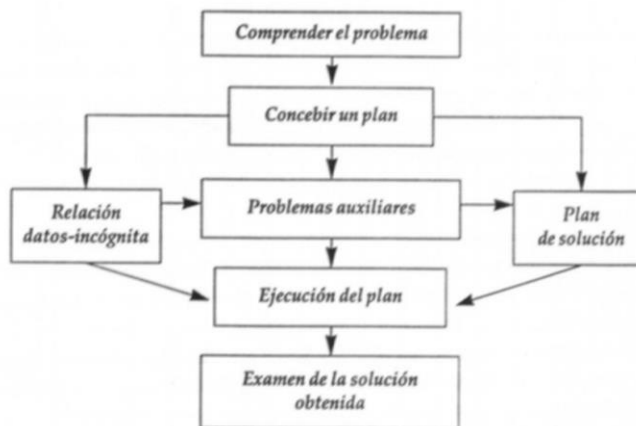 Comprender el problema
Concebir un plan
Relación
datos-incógnita
Problemas auxiliares
Plan
de solución
Ejecución del plan
Examen de la solución
obtenida